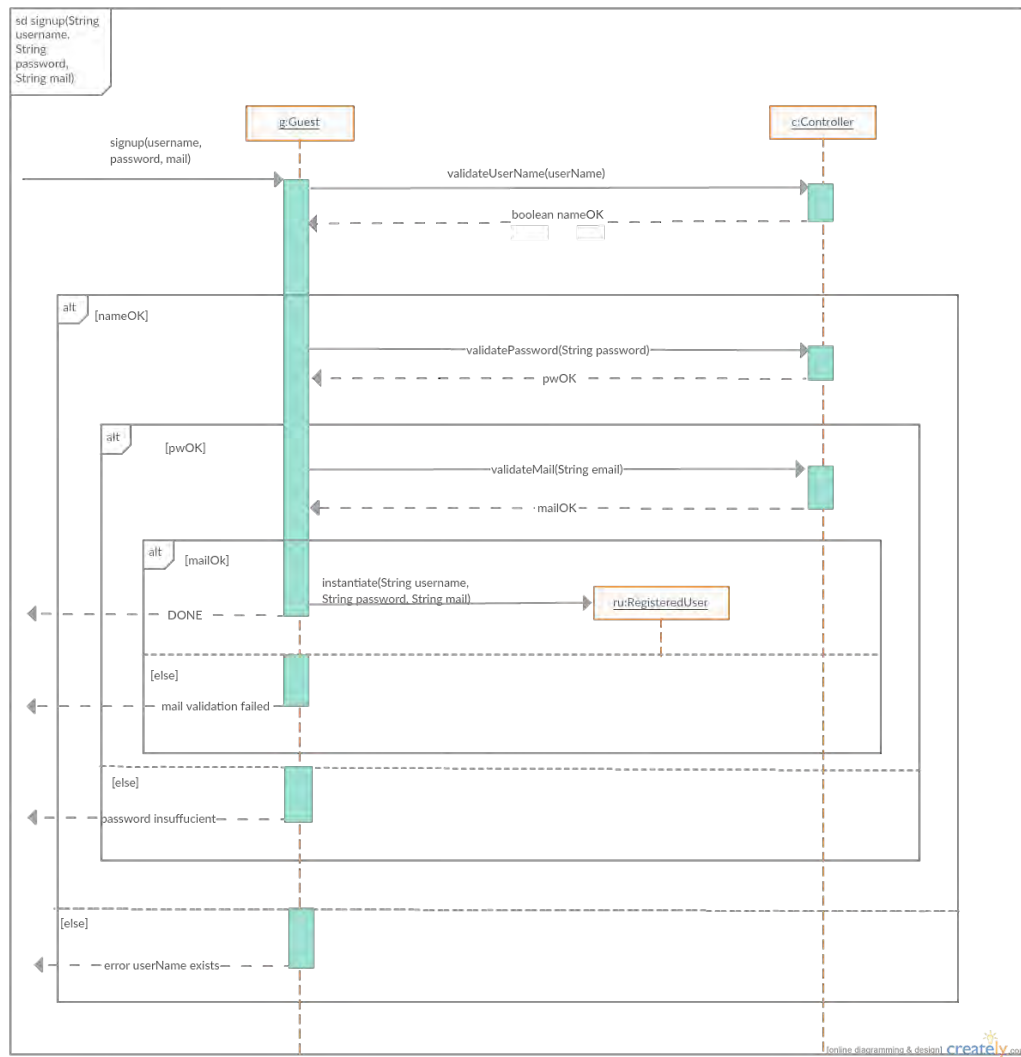 sd signup(String
username.
String
password,
String mail)
g:Guest
c:Controller
signup(username,
password, mail)
validateUserName(userName)
boolean nameOK
alt
[nameOK]
validatePassword(String password)
pwOK
alt
[pwOK]
validateMail(String email)
mailOK
alt
[mailOk]
instantiate(String username,
String password, String mail)
ru:RegisteredUser
DONE
[else]
mail validation failed
[else]
password insuffucient
[else]
error userName exists
[online diagramming & design] creately.com